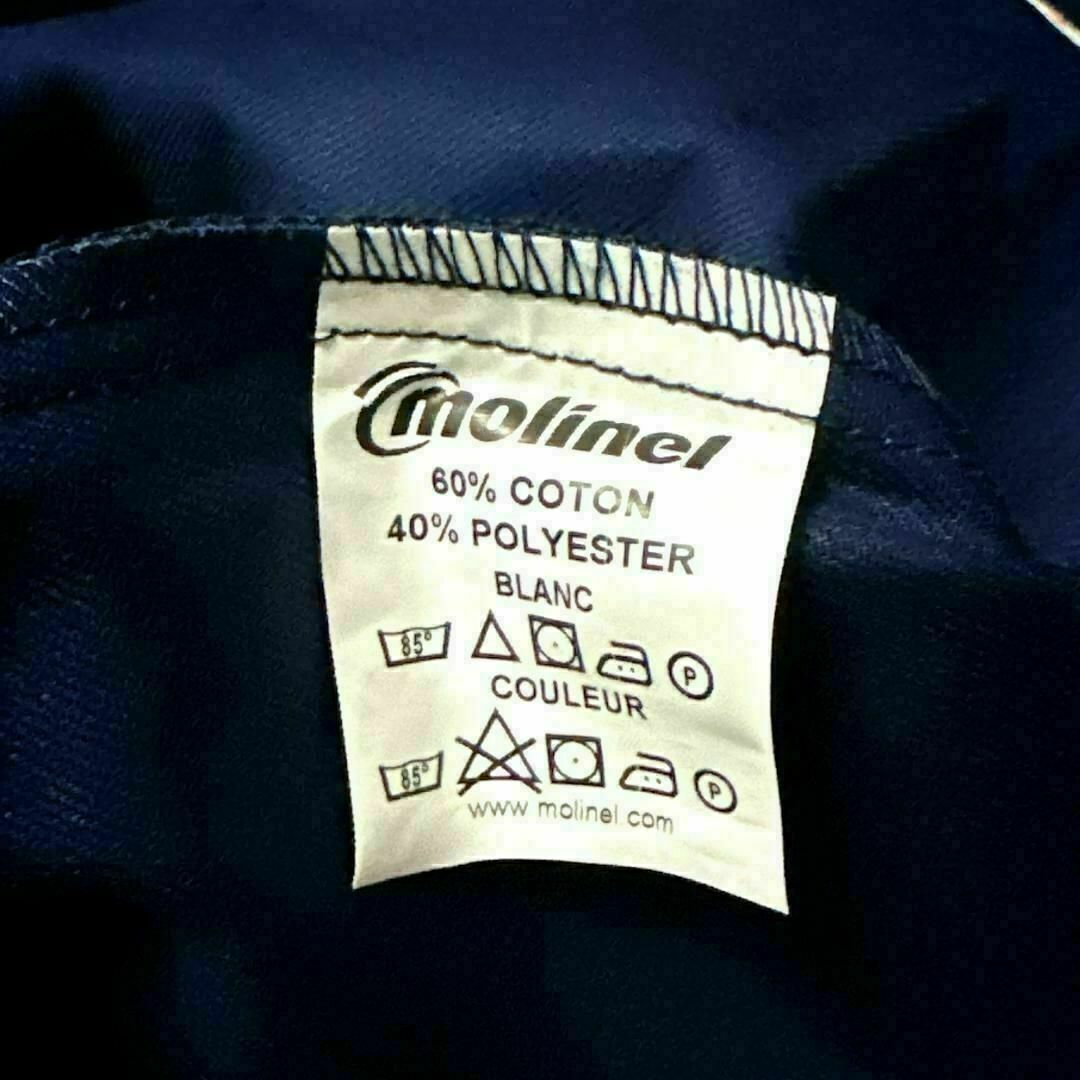 molinel
60% COTON
40% POLYESTER
BLANC
85° P
COULEUR
85° P
www.molinel.com